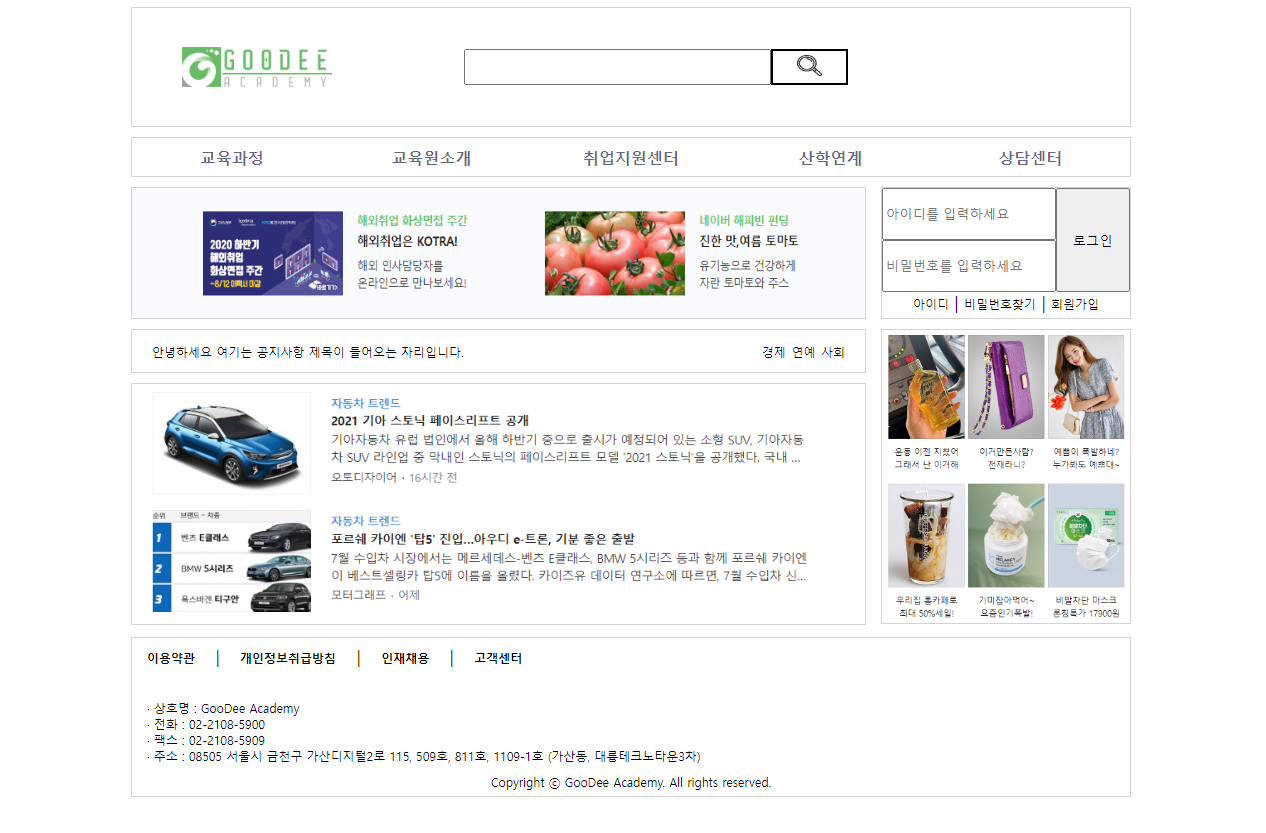 GOODEE
ACADEMY
교육과정 교육원소개 취업지원센터 산학연계 상담센터
2020 하반기
해외취업
화상면접 주간
~8/12 이력서 마감
바로가기
해외취업 화상면접 주간
해외취업은 KOTRA!
해외 인사담당자를
온라인으로 만나보세요!
네이버 해피빈 펀딩
진한 맛,여름 토마토
유기농으로 건강하게
자란 토마토와 주스
아이디를 입력하세요
비밀번호를 입력하세요
로그인
아이디 | 비밀번호찾기 | 회원가입
안녕하세요 여기는 공지사항 제목이 들어오는 자리입니다.
경제 연예 사회
자동차 트렌드
2021 기아 스토닉 페이스리프트 공개
기아자동차 유럽 법인에서 올해 하반기 중으로 출시가 예정되어 있는 소형 SUV, 기아자동
차 SUV 라인업 중 막내인 스토닉의 페이스리프트 모델 '2021 스토닉'을 공개했다. 국내 ...
오토디자이어 · 16시간 전
순위 브랜드 - 차종
1 벤츠 E클래스
2 BMW 5시리즈
3 폭스바겐 티구안
자동차 트렌드
포르쉐 카이엔 '탑5' 진입...아우디 e-트론, 기분 좋은 출발
7월 수입차 시장에서는 메르세데스-벤츠 E클래스, BMW 5시리즈 등과 함께 포르쉐 카이엔
이 베스트셀링카 탑5에 이름을 올렸다. 카이즈유 데이터 연구소에 따르면, 7월 수입차 신...
모터그래프 · 어제
운동 이젠 지쳤어
그래서 난 이거해
이거만든사람?
천재라니?
예쁨이 폭발하네?
누가봐도 예쁘대~
우리집 홈카페로
최대 50%세일!
기미잡아먹어~
요즘인기폭발!
비말차단 마스크
론칭특가 17900원
이용약관 | 개인정보취급방침 | 인재채용 | 고객센터
· 상호명 : GooDee Academy
· 전화 : 02-2108-5900
· 팩스 : 02-2108-5909
· 주소 : 08505 서울시 금천구 가산디지털2로 115, 509호, 811호, 1109-1호 (가산동, 대륭테크노타운3차)
Copyright ⓒ GooDee Academy. All rights reserved.